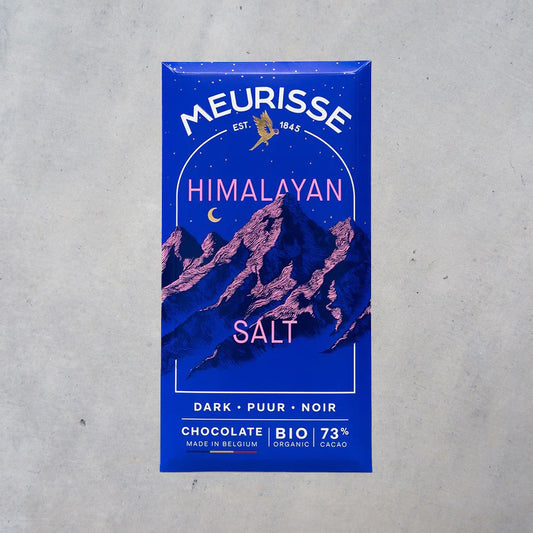 MEURISSE
EST. 1845
HIMALAYAN
SALT
DARK • PUUR • NOIR
CHOCOLATE | BIO | 73%
MADE IN BELGIUM ORGANIC CACAO